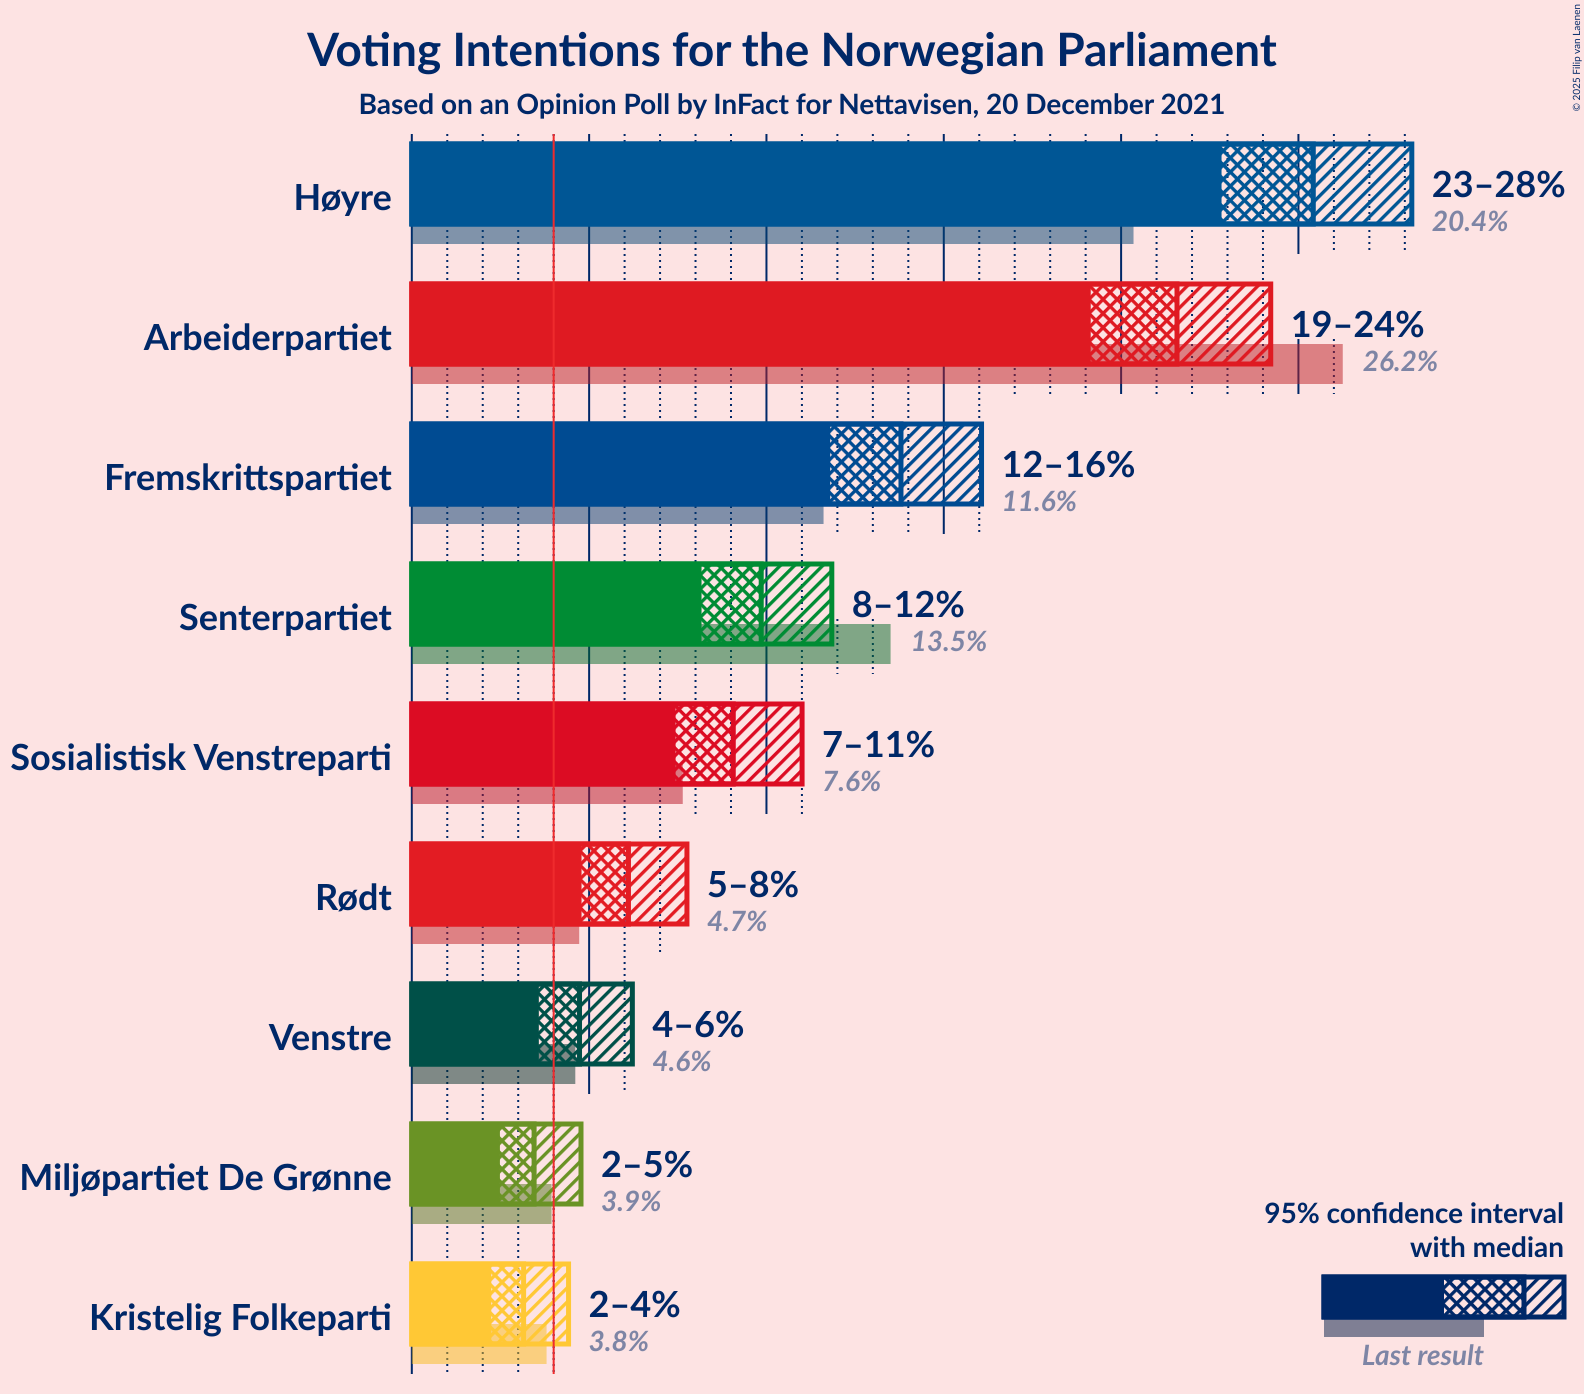 Voting Intentions for the Norwegian Parliament
Based on an Opinion Poll by InFact for Nettavisen, 20 December 2021
© 2025 Filip van Laenen
Høyre
23–28%
20.4%
Arbeiderpartiet
19–24%
26.2%
Fremskrittspartiet
12–16%
11.6%
Senterpartiet
8–12%
13.5%
Sosialistisk Venstreparti
7–11%
7.6%
Rødt
5–8%
4.7%
Venstre
4–6%
4.6%
Miljøpartiet De Grønne
2–5%
3.9%
Kristelig Folkeparti
2–4%
3.8%
95% confidence interval
with median
Last result